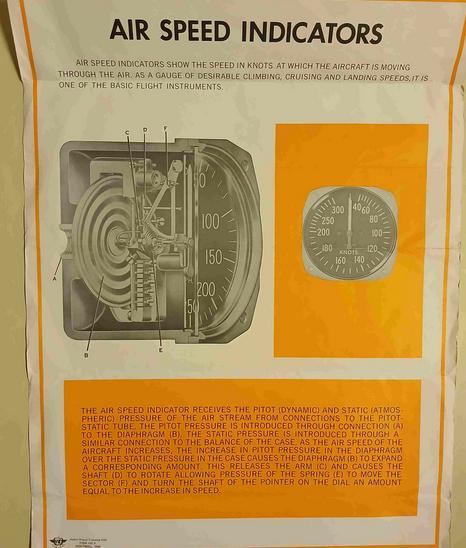 AIR SPEED INDICATORS
AIR SPEED INDICATORS SHOW THE SPEED IN KNOTS AT WHICH THE AIRCRAFT IS MOVING
THROUGH THE AIR. AS A GAUGE OF DESIRABLE CLIMBING, CRUISING AND LANDING SPEEDS, IT IS
ONE OF THE BASIC FLIGHT INSTRUMENTS.
C D F
50
100
150
200
A
B
E
300 40 60
250 80
200 100
180 120
KNOTS
160 140
THE AIR SPEED INDICATOR RECEIVES THE PITOT (DYNAMIC) AND STATIC (ATMOS-
PHERIC) PRESSURE OF THE AIR STREAM FROM CONNECTIONS TO THE PITOT-
STATIC TUBE. THE PITOT PRESSURE IS INTRODUCED THROUGH CONNECTION (A)
TO THE DIAPHRAGM (B). THE STATIC PRESSURE IS INTRODUCED THROUGH A
SIMILAR CONNECTION TO THE BALANCE OF THE CASE. AS THE AIR SPEED OF THE
AIRCRAFT INCREASES, THE INCREASE IN PITOT PRESSURE IN THE DIAPHRAGM
OVER THE STATIC PRESSURE IN THE CASE CAUSES THE DIAPHRAGM (B) TO EXPAND
A CORRESPONDING AMOUNT. THIS RELEASES THE ARM (C) AND CAUSES THE
SHAFT (D) TO ROTATE ALLOWING PRESSURE OF THE SPRING (E) TO MOVE THE
SECTOR (F) AND TURN THE SHAFT OF THE POINTER ON THE DIAL AN AMOUNT
EQUAL TO THE INCREASE IN SPEED.